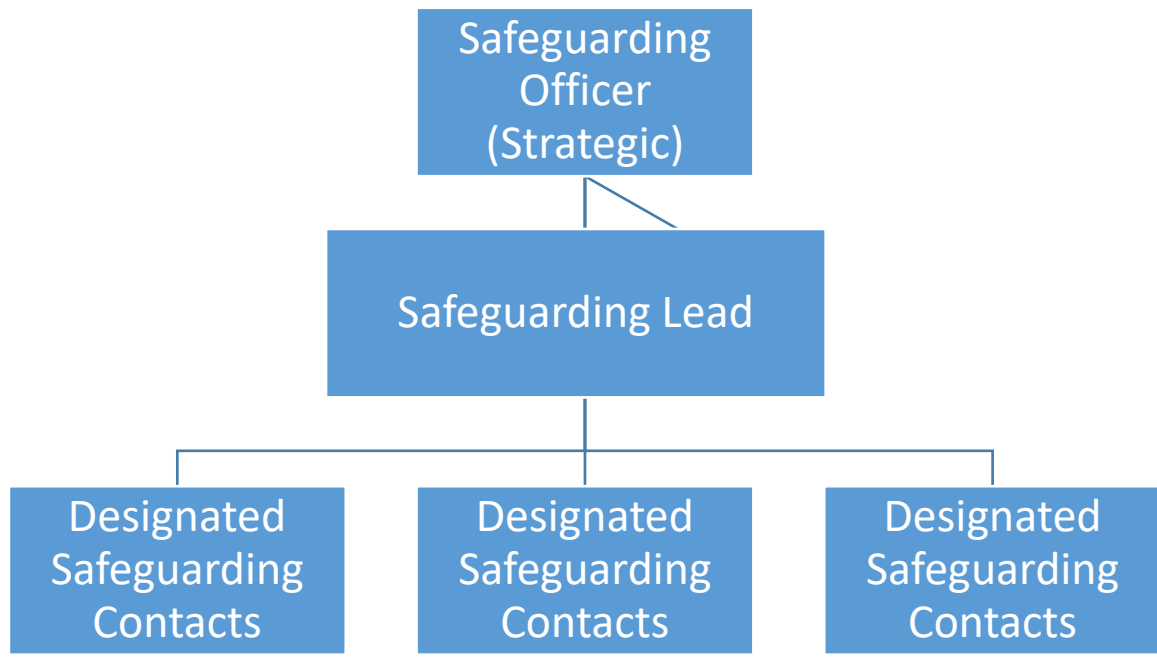 Safeguarding
Officer
(Strategic)
Safeguarding Lead
Designated
Safeguarding
Contacts
Designated
Safeguarding
Contacts
Designated
Safeguarding
Contacts